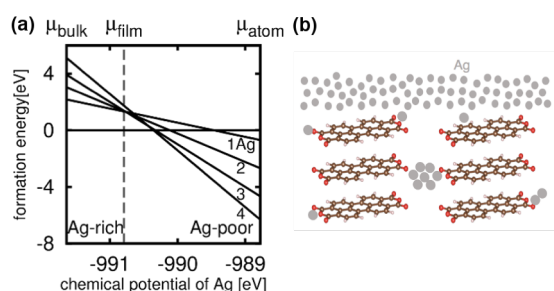 (a)
μbulk μfilm μatom
4
0
-4
-8
formation energy[eV]
1Ag
2
3
4
Ag-rich Ag-poor
-991 -990 -989
chemical potential of Ag [eV]
(b)
Ag